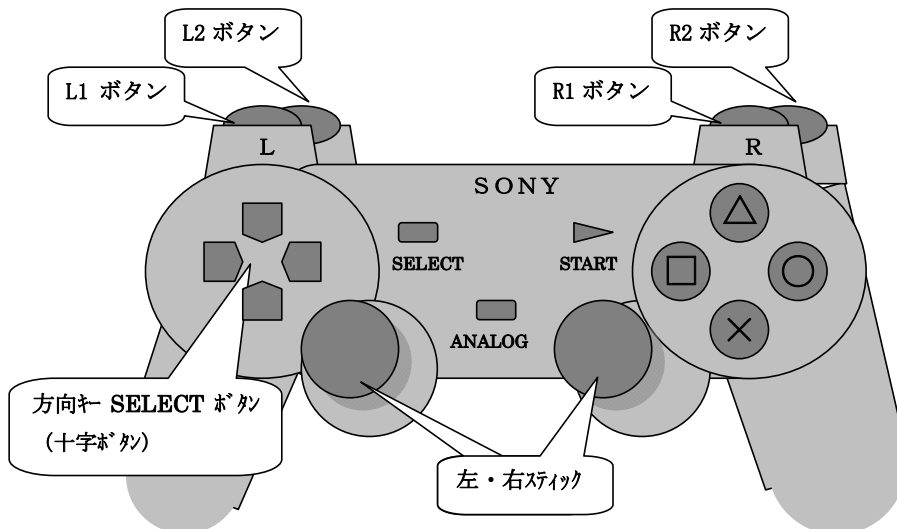 L2 ボタン
R2 ボタン
L1 ボタン
R1 ボタン
L
R
SONY
SELECT
START
ANALOG
方向キー SELECT ボタン
（十字ボタン）
左・右スティック